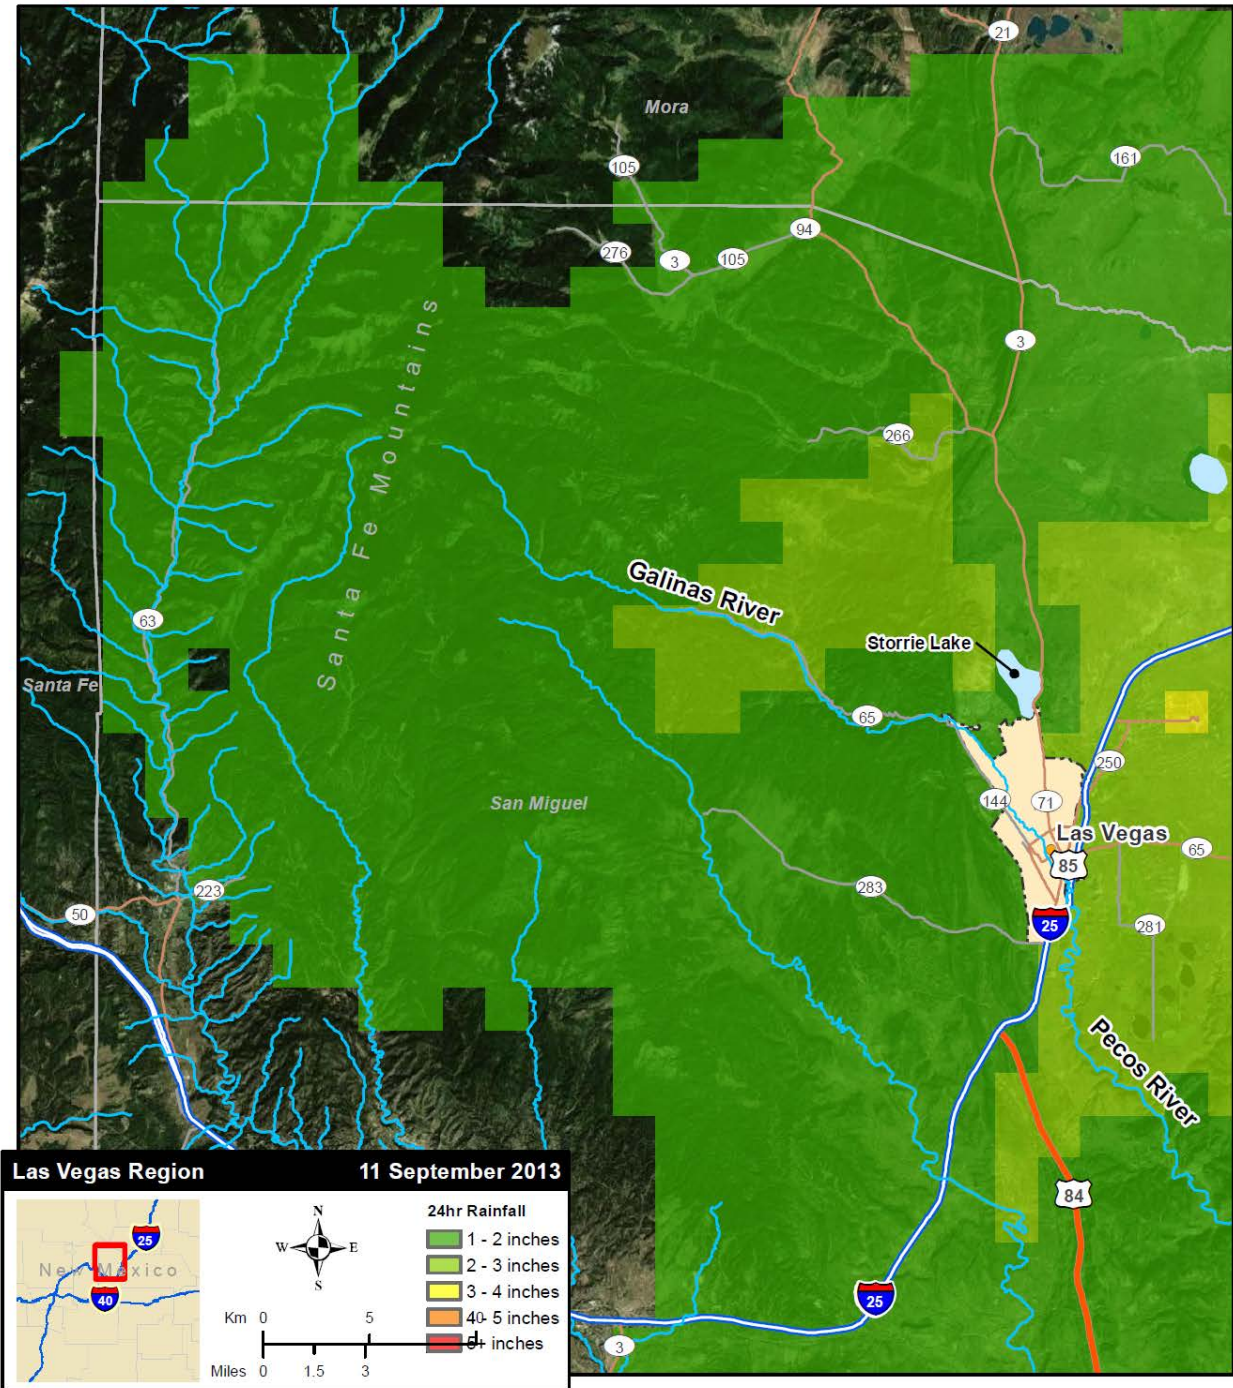 21
Mora
161
105
94
276
3
105
3
Santa Fe Mountains
266
Galinas River
63
Storrie Lake
Santa Fe
65
250
San Miguel
144
71
Las Vegas
65
85
283
223
50
25
281
Pecos River
84
25
3
Las Vegas Region 11 September 2013
25
New Mexico
40
N
W E
S
24hr Rainfall
1 - 2 inches
2 - 3 inches
3 - 4 inches
4 - 5 inches
5+ inches
Km 0 5 10
Miles 0 1.5 3